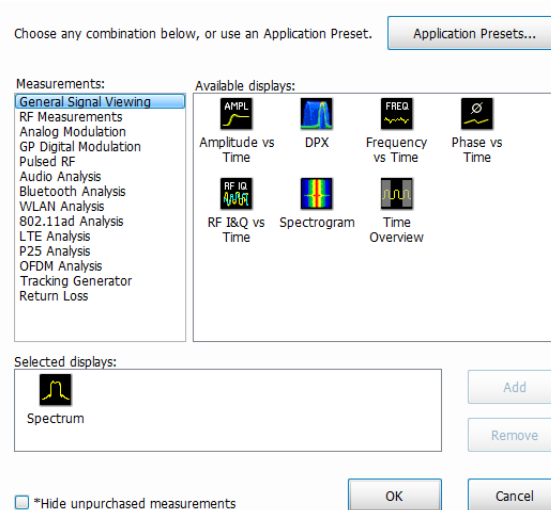 Choose any combination below, or use an Application Preset.
Application Presets...
Measurements:
General Signal Viewing
RF Measurements
Analog Modulation
GP Digital Modulation
Pulsed RF
Audio Analysis
Bluetooth Analysis
WLAN Analysis
802.11ad Analysis
LTE Analysis
P25 Analysis
OFDM Analysis
Tracking Generator
Return Loss
Available displays:
AMPL
Amplitude vs
Time
DPX
FREQ
Frequency
vs Time
Ø
Phase vs
Time
RF IQ
RF I&Q vs
Time
Spectrogram
Time
Overview
Selected displays:
Spectrum
Add
Remove
*Hide unpurchased measurements
OK
Cancel